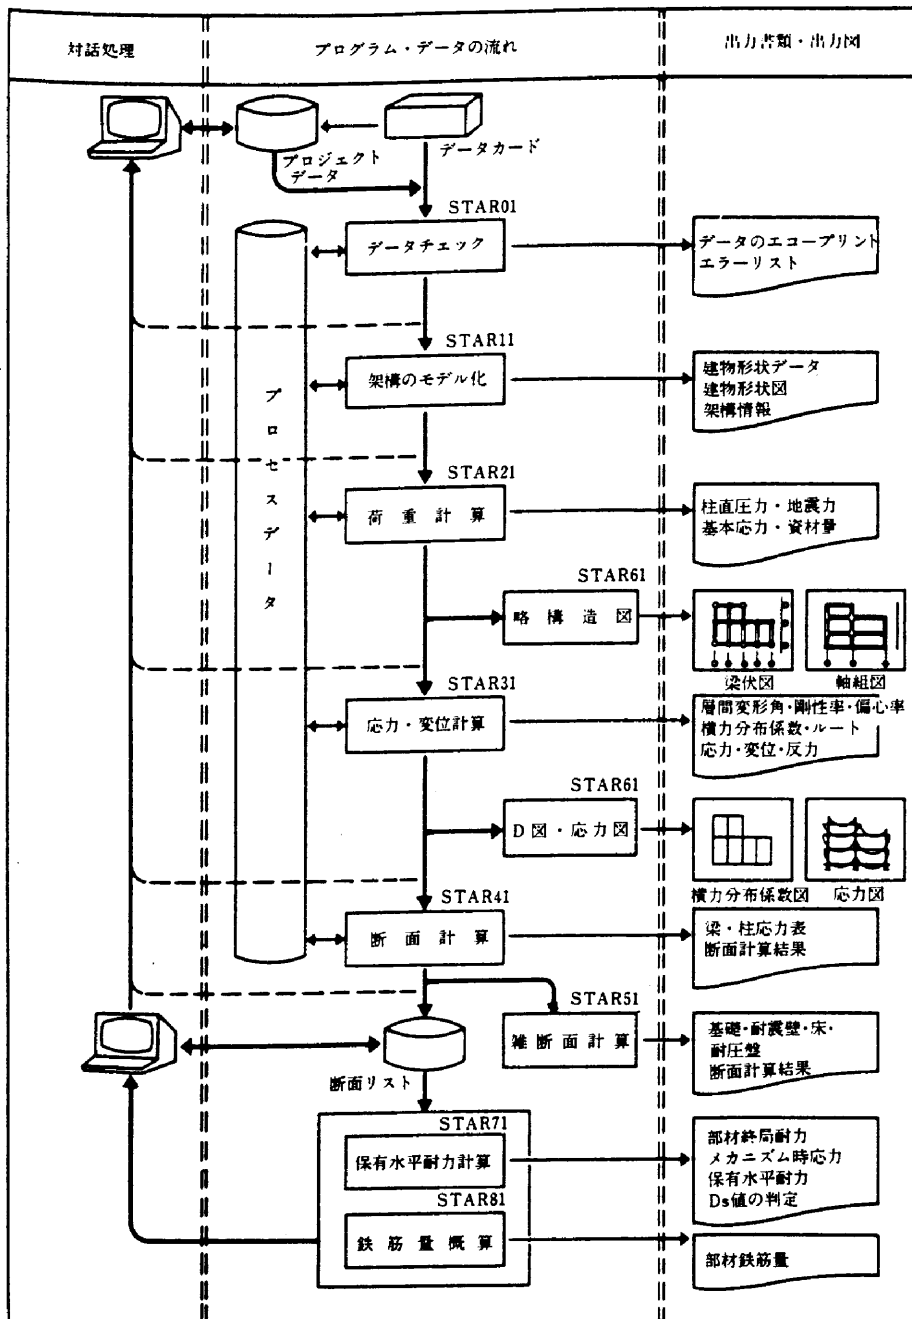 対話処理
プログラム・データの流れ
出力書類・出力図
プロジェクト
データ
データカード
STAR01
データチェック
データのエコープリント
エラーリスト
STAR11
架構のモデル化
建物形状データ
建物形状図
架構情報
プロセスデータ
STAR21
荷重計算
柱直圧力・地震力
基本応力・資材量
STAR61
略構造図
梁伏図
軸組図
STAR31
応力・変位計算
層間変形角・剛性率・偏心率
横力分布係数・ルート
応力・変位・反力
STAR61
D図・応力図
横力分布係数図
応力図
STAR41
断面計算
梁・柱応力表
断面計算結果
STAR51
雑断面計算
基礎・耐震壁・床・
耐圧盤
断面計算結果
断面リスト
STAR71
保有水平耐力計算
部材終局耐力
メカニズム時応力
保有水平耐力
Ds値の判定
STAR81
鉄筋量概算
部材鉄筋量